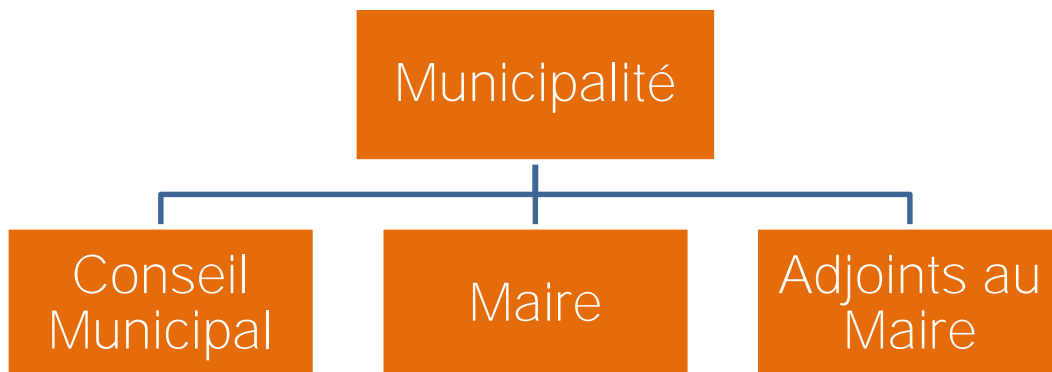 Municipalité
Conseil
Municipal
Maire
Adjoints au
Maire